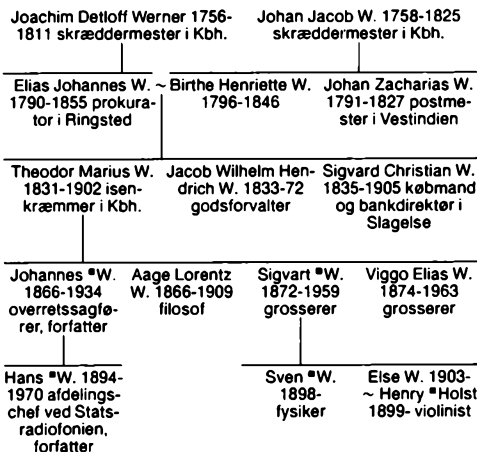 Joachim Detloff Werner 1756-
1811 skræddermester i Kbh.
Johan Jacob W. 1758-1825
skræddermester i Kbh.
Elias Johannes W.
1790-1855 prokura-
tor i Ringsted
~ Birthe Henriette W.
1796-1846
Johan Zacharias W.
1791-1827 postme-
ster i Vestindien
Theodor Marius W.
1831-1902 isen-
kræmmer i Kbh.
Jacob Wilhelm Hen-
drich W. 1833-72
godsforvalter
Sigvard Christian W.
1835-1905 købmand
og bankdirektør i
Slagelse
Johannes ■W.
1866-1934
overretssagfø-
rer, forfatter
Aage Lorentz
W. 1866-1909
filosof
Sigvart ■W.
1872-1959
grosserer
Viggo Elias W.
1874-1963
grosserer
Hans ■W. 1894-
1970 afdelings-
chef ved Stats-
radiofonien,
forfatter
Sven ■W.
1898-
fysiker
Else W. 1903-
~ Henry ■Holst
1899- violinist